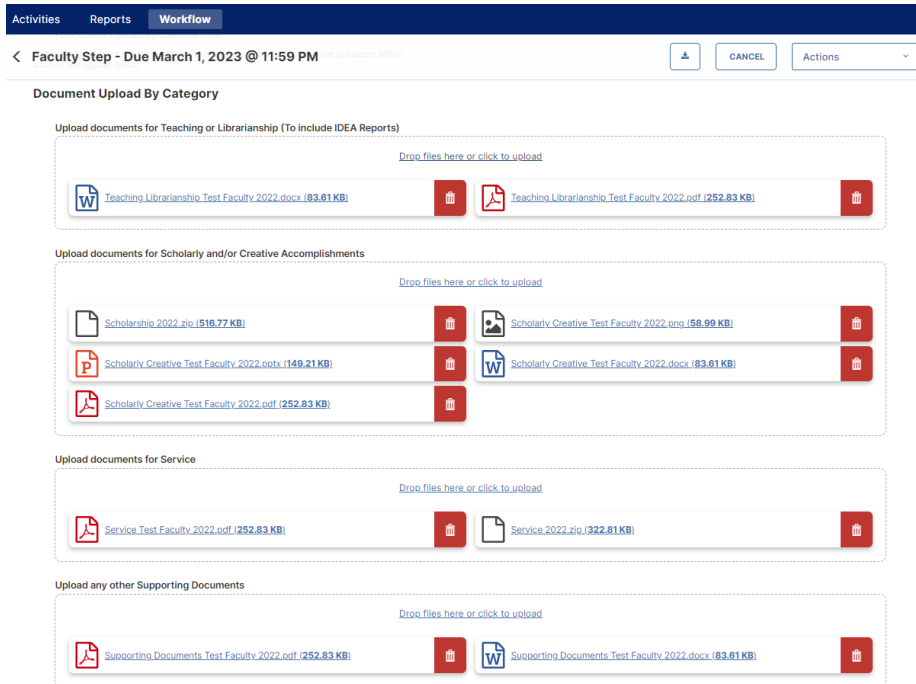 Activities Reports Workflow
Faculty Step - Due March 1, 2023 @ 11:59 PM
CANCEL
Actions
Document Upload By Category
Upload documents for Teaching or Librarianship (To include IDEA Reports)
Drop files here or click to upload
Teaching Librarianship Test Faculty 2022.docx (83.61 KB) Teaching Librarianship Test Faculty 2022.pdf (252.83 KB)
Upload documents for Scholarly and/or Creative Accomplishments
Drop files here or click to upload
Scholarship 2022.zip (516.77 KB) Scholarly Creative Test Faculty 2022.png (58.99 KB)
Scholarly Creative Test Faculty 2022.pptx (149.21 KB) Scholarly Creative Test Faculty 2022.docx (83.61 KB)
Scholarly Creative Test Faculty 2022.pdf (252.83 KB)
Upload documents for Service
Drop files here or click to upload
Service Test Faculty 2022.pdf (252.83 KB) Service 2022.zip (322.81 KB)
Upload any other Supporting Documents
Drop files here or click to upload
Supporting Documents Test Faculty 2022.pdf (252.83 KB) Supporting Documents Test Faculty 2022.docx (83.61 KB)